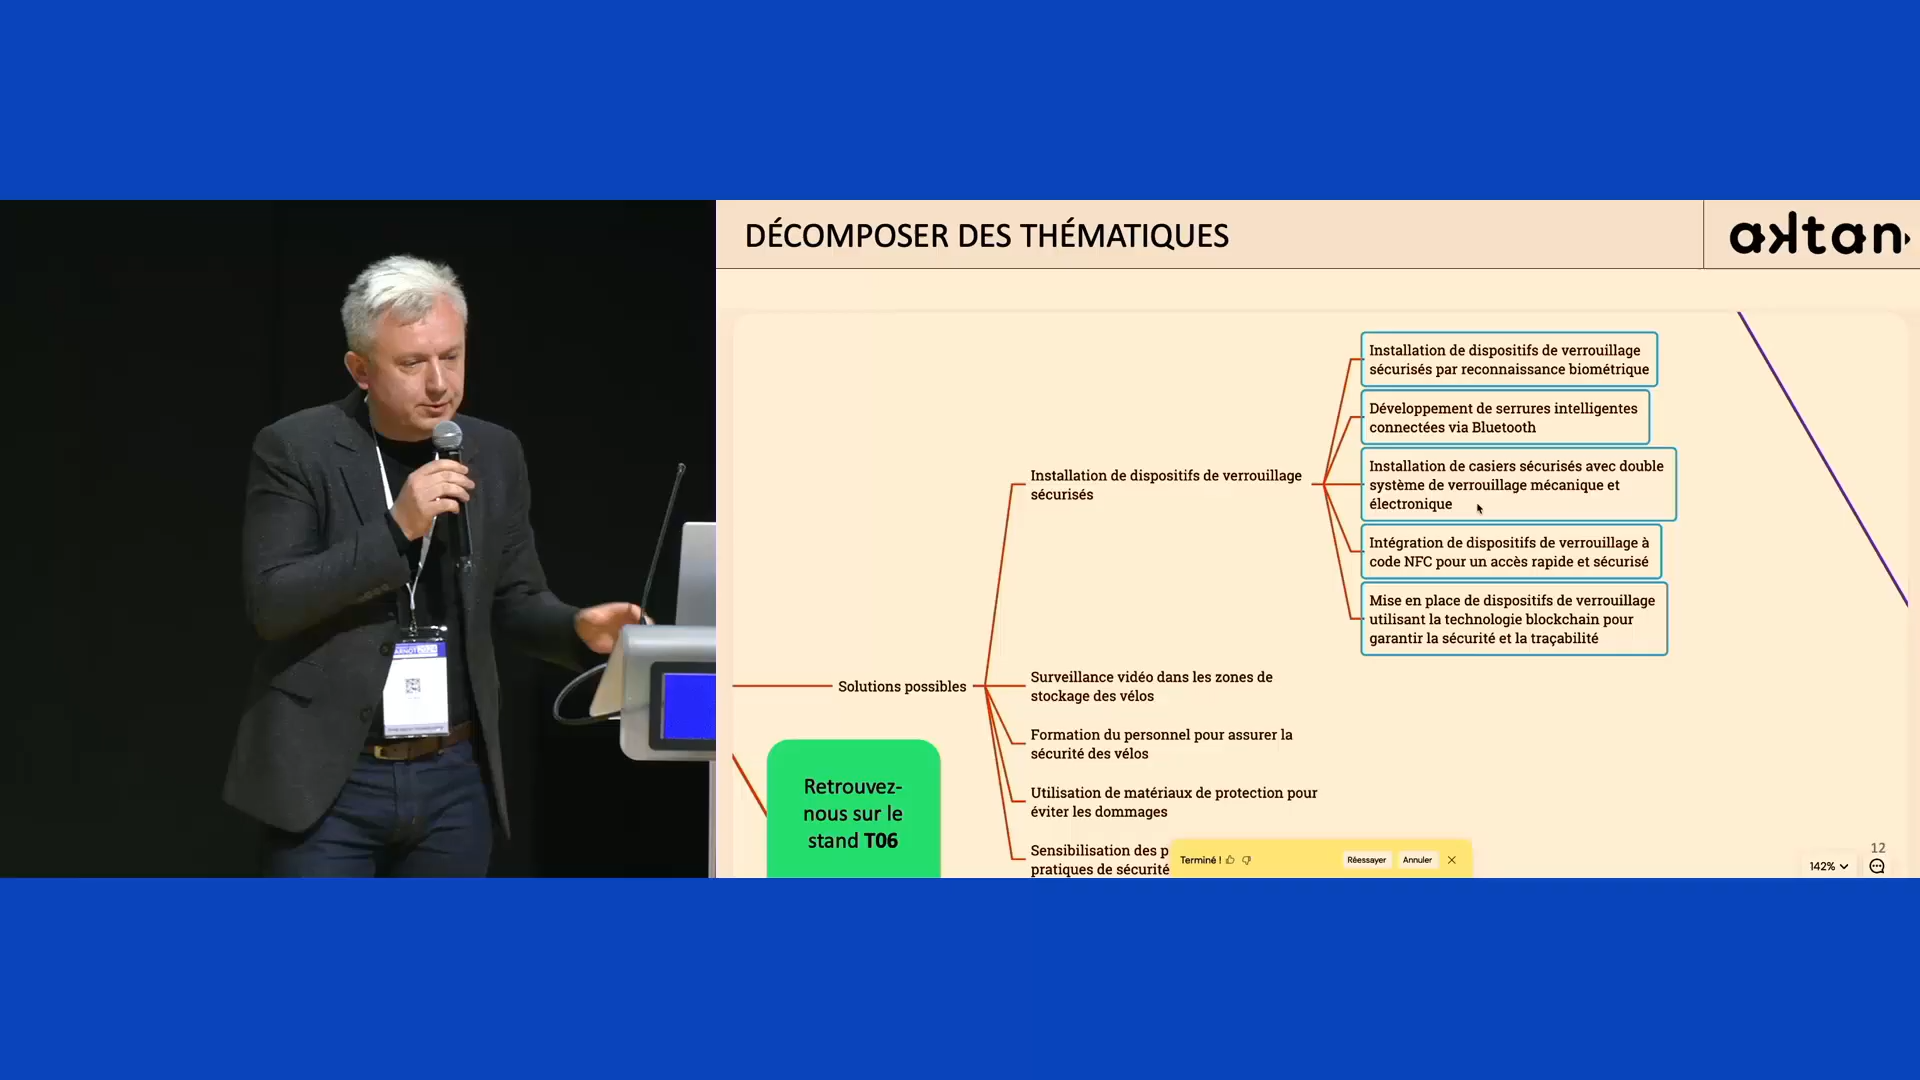 DÉCOMPOSER DES THÉMATIQUES
aktan
Installation de dispositifs de verrouillage
sécurisés par reconnaissance biométrique
Développement de serrures intelligentes
connectées via Bluetooth
Installation de casiers sécurisés avec double
système de verrouillage mécanique et
électronique
Intégration de dispositifs de verrouillage à
code NFC pour un accès rapide et sécurisé
Mise en place de dispositifs de verrouillage
utilisant la technologie blockchain pour
garantir la sécurité et la traçabilité
Installation de dispositifs de verrouillage
sécurisés
Solutions possibles
Surveillance vidéo dans les zones de
stockage des vélos
Formation du personnel pour assurer la
sécurité des vélos
Utilisation de matériaux de protection pour
éviter les dommages
Sensibilisation des p
pratiques de sécurité
Retrouvez-
nous sur le
stand T06
Terminé !
Réessayer
Annuler
12
142%